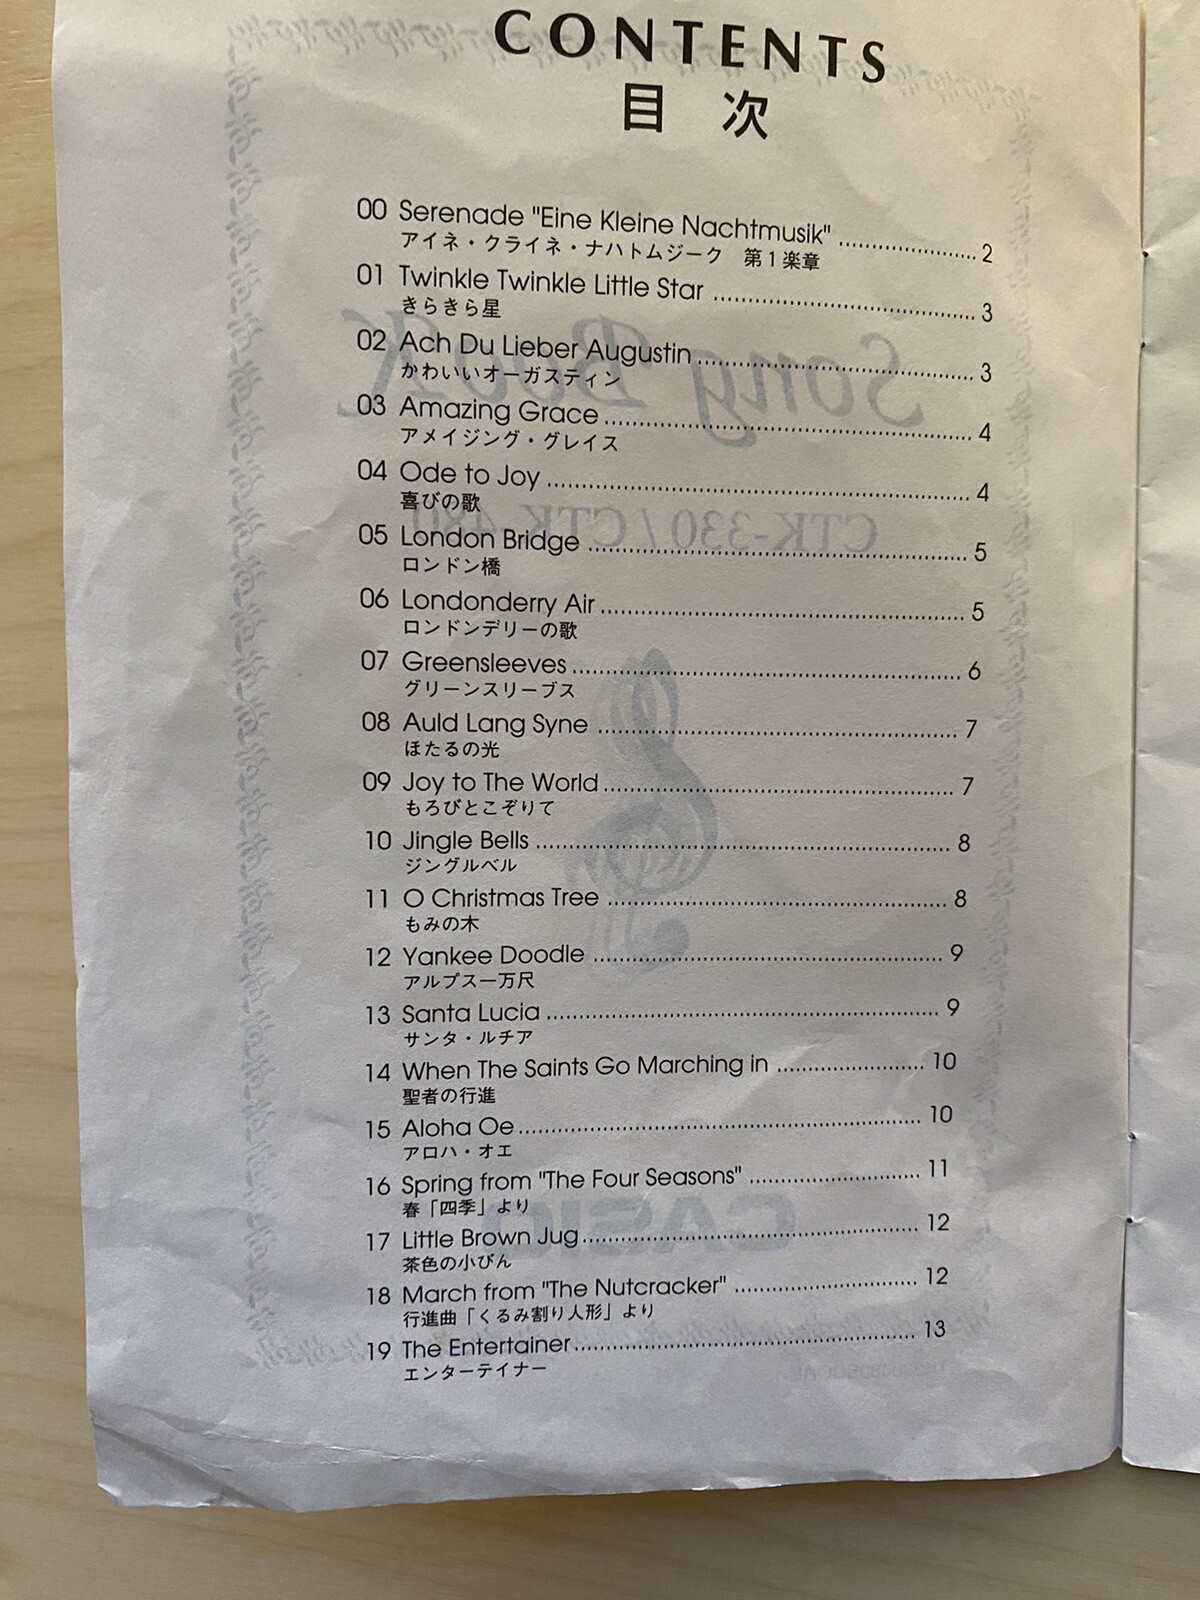 CONTENTS
目 次
00 Serenade "Eine Kleine Nachtmusik" 2
アイネ・クライネ・ナハトムジーク 第1楽章
01 Twinkle Twinkle Little Star 3
きらきら星
02 Ach Du Lieber Augustin 3
かわいいオーガスティン
03 Amazing Grace 4
アメイジング・グレイス
04 Ode to Joy 4
喜びの歌
05 London Bridge 5
ロンドン橋
06 Londonderry Air 5
ロンドンデリーの歌
07 Greensleeves 6
グリーンスリーブス
08 Auld Lang Syne 7
ほたるの光
09 Joy to The World 7
もろびとこぞりて
10 Jingle Bells 8
ジングルベル
11 O Christmas Tree 8
もみの木
12 Yankee Doodle 9
アルプス一万尺
13 Santa Lucia 9
サンタ・ルチア
14 When The Saints Go Marching in 10
聖者の行進
15 Aloha Oe 10
アロハ・オエ
16 Spring from "The Four Seasons" 11
春「四季」より
17 Little Brown Jug 12
茶色の小びん
18 March from "The Nutcracker" 12
行進曲「くるみ割り人形」より
19 The Entertainer 13
エンターテイナー
Song Book
CTK-330 / CTK-480
CASIO